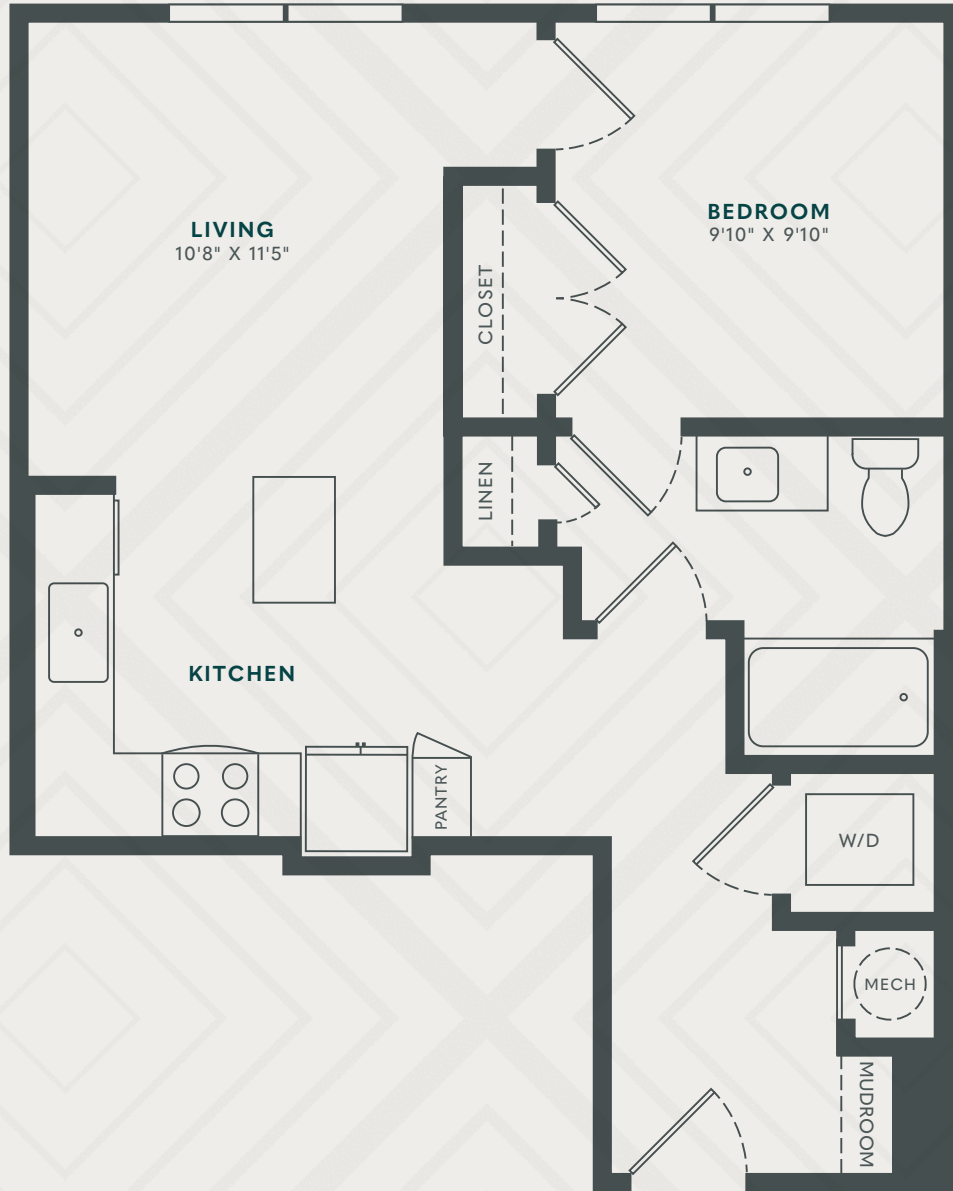 LIVING
10'8" X 11'5"
BEDROOM
9'10" X 9'10"
CLOSET
LINEN
KITCHEN
PANTRY
W/D
MECH
MUDROOM